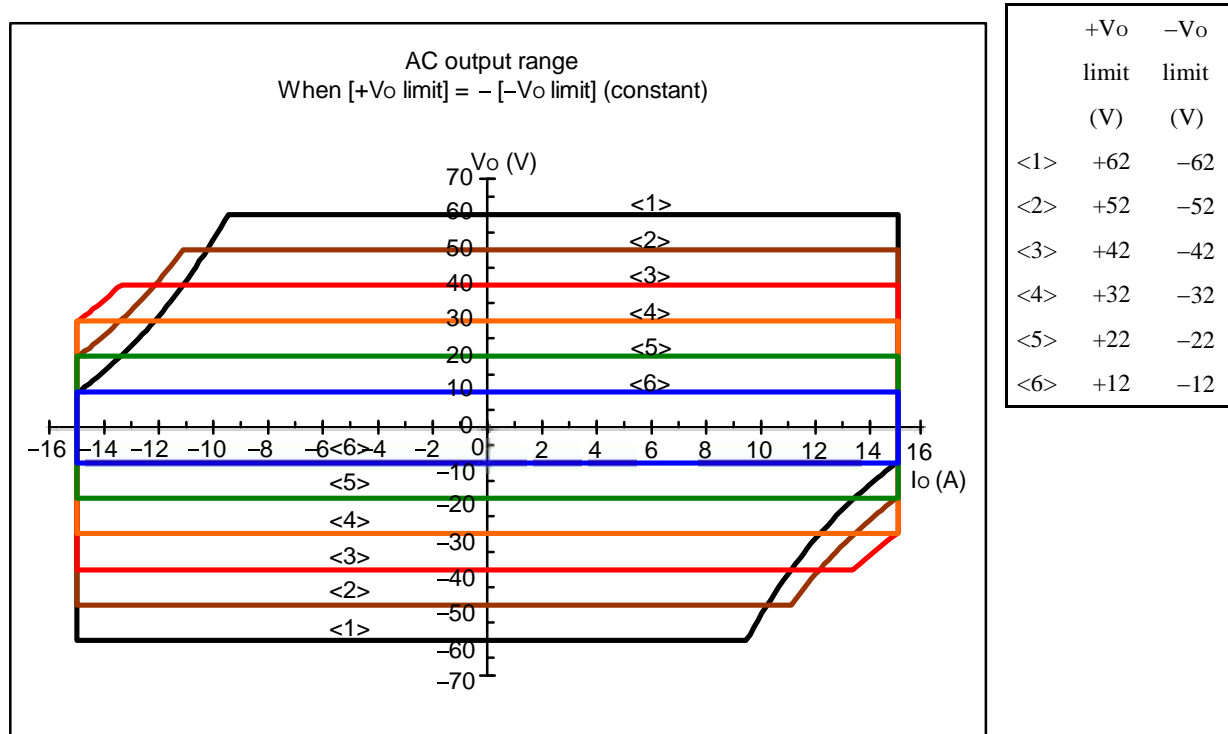 AC output range
When [+Vo limit] = − [−Vo limit] (constant)
Vo (V)
70
60
50
40
30
20
10
0
−10
−20
−30
−40
−50
−60
−70
−16 −14 −12 −10 −8 −6 −4 −2 0 2 4 6 8 10 12 14 16
Io (A)
<1>
<2>
<3>
<4>
<5>
<6>
<6>
<5>
<4>
<3>
<2>
<1>
+Vo −Vo
limit limit
(V) (V)
<1> +62 −62
<2> +52 −52
<3> +42 −42
<4> +32 −32
<5> +22 −22
<6> +12 −12